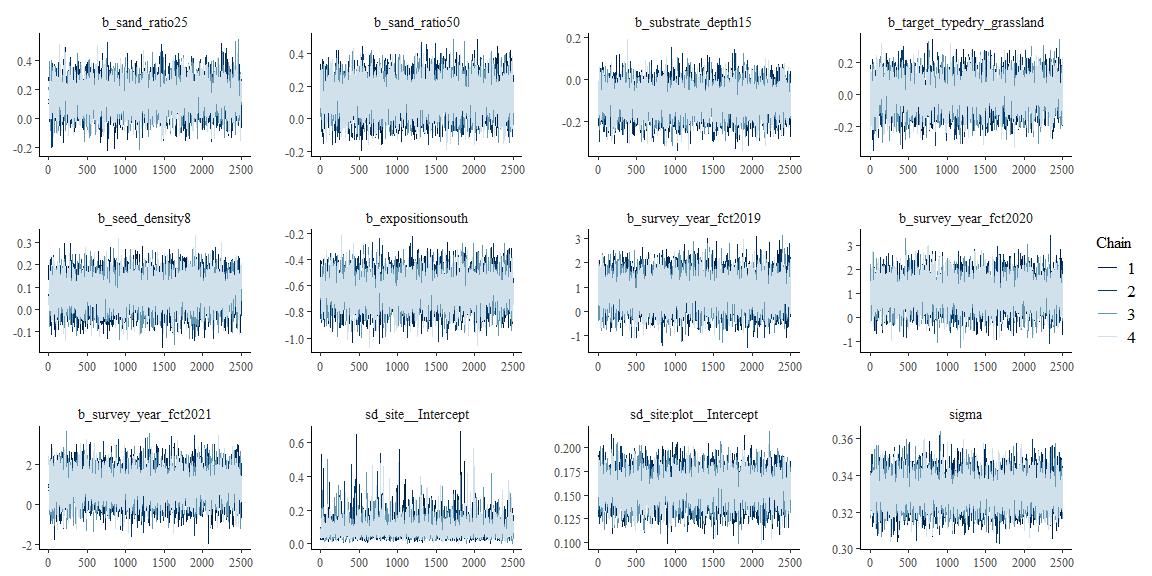 b_sand_ratio25 b_sand_ratio50 b_substrate_depth15 b_target_typedry_grassland
0.4 0.4 0.2 0.2
0.2 0.2 0.0 0.0
0.0 0.0 -0.2 -0.2
-0.2 -0.2
0 500 1000 1500 2000 2500 0 500 1000 1500 2000 2500 0 500 1000 1500 2000 2500 0 500 1000 1500 2000 2500
b_seed_density8 b_expositionsouth b_survey_year_fct2019 b_survey_year_fct2020
0.3 -0.2 3 3
0.2 -0.4 2 2
0.1 -0.6 1 1
0.0 -0.8 0 0
-0.1 -1.0 -1 -1
0 500 1000 1500 2000 2500 0 500 1000 1500 2000 2500 0 500 1000 1500 2000 2500 0 500 1000 1500 2000 2500
Chain
1
2
3
4
b_survey_year_fct2021 sd_site__Intercept sd_site:plot__Intercept sigma
2 0.6 0.200 0.36
0 0.4 0.175 0.34
-2 0.2 0.150 0.32
0.0 0.125 0.30
0.100
0 500 1000 1500 2000 2500 0 500 1000 1500 2000 2500 0 500 1000 1500 2000 2500 0 500 1000 1500 2000 2500